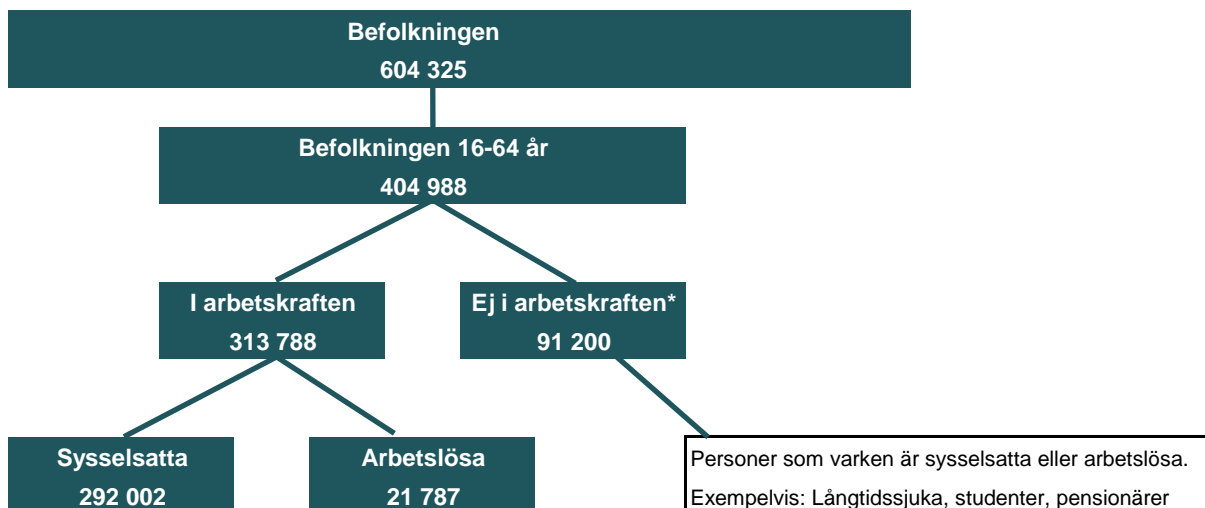 Befolkningen
604 325
Befolkningen 16-64 år
404 988
I arbetskraften
313 788
Ej i arbetskraften*
91 200
Sysselsatta
292 002
Arbetslösa
21 787
Personer som varken är sysselsatta eller arbetslösa.
Exempelvis: Långtidssjuka, studenter, pensionärer